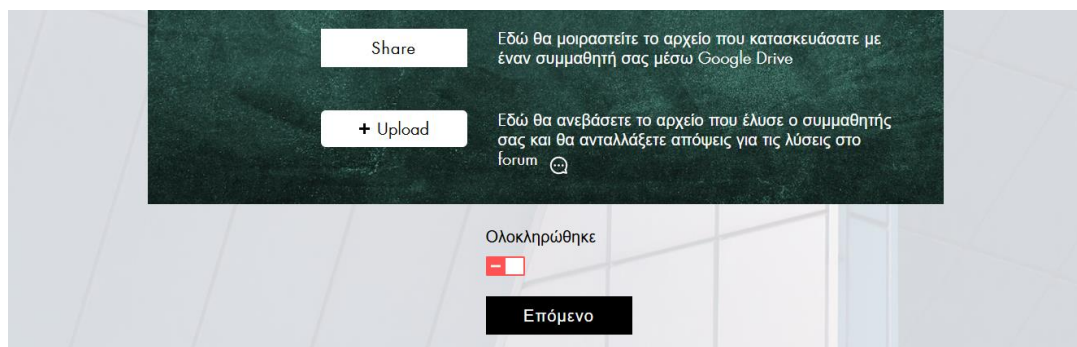 Share
Εδώ θα μοιραστείτε το αρχείο που κατασκευάσατε με
έναν συμμαθητή σας μέσω Google Drive
+ Upload
Εδώ θα ανεβάσετε το αρχείο που έλυσε ο συμμαθητής
σας και θα ανταλλάξετε απόψεις για τις λύσεις στο
forum
Ολοκληρώθηκε
Επόμενο